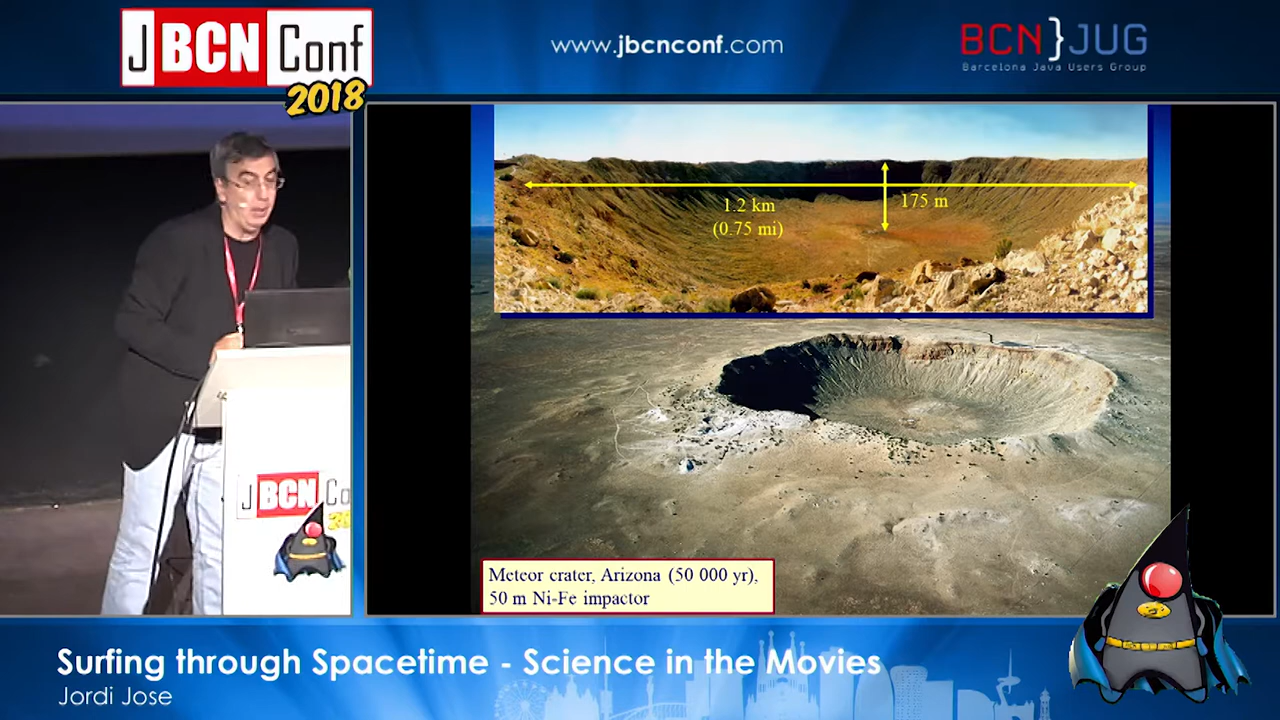 JBCN Conf
2018
www.jbcnconf.com
BCN}JUG
Barcelona Java Users Group
1.2 km
(0.75 mi)
175 m
JBCN Co
Meteor crater, Arizona (50 000 yr),
50 m Ni-Fe impactor
Surfing through Spacetime - Science in the Movies
Jordi Jose